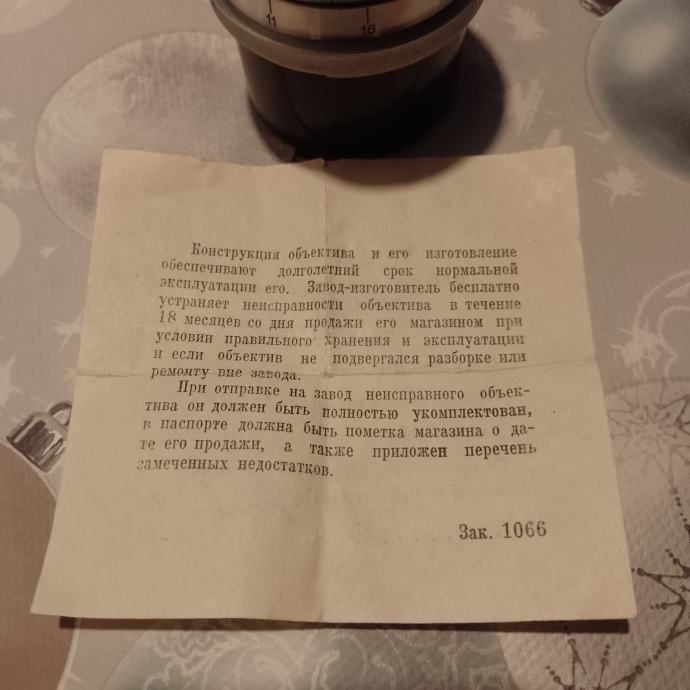 11 16
Конструкция объектива и его изготовление
обеспечивают долголетний срок нормальной
эксплуатации его. Завод-изготовитель бесплатно
устраняет неисправности объектива в течение
18 месяцев со дня продажи его магазином при
условии правильного хранения и эксплуатации
и если объектив не подвергался разборке или
ремонту вне завода.
При отправке на завод неисправного объек-
тива он должен быть полностью укомплектован,
в паспорте должна быть пометка магазина о да-
те его продажи, а также приложен перечень
замеченных недостатков.
Зак. 1066